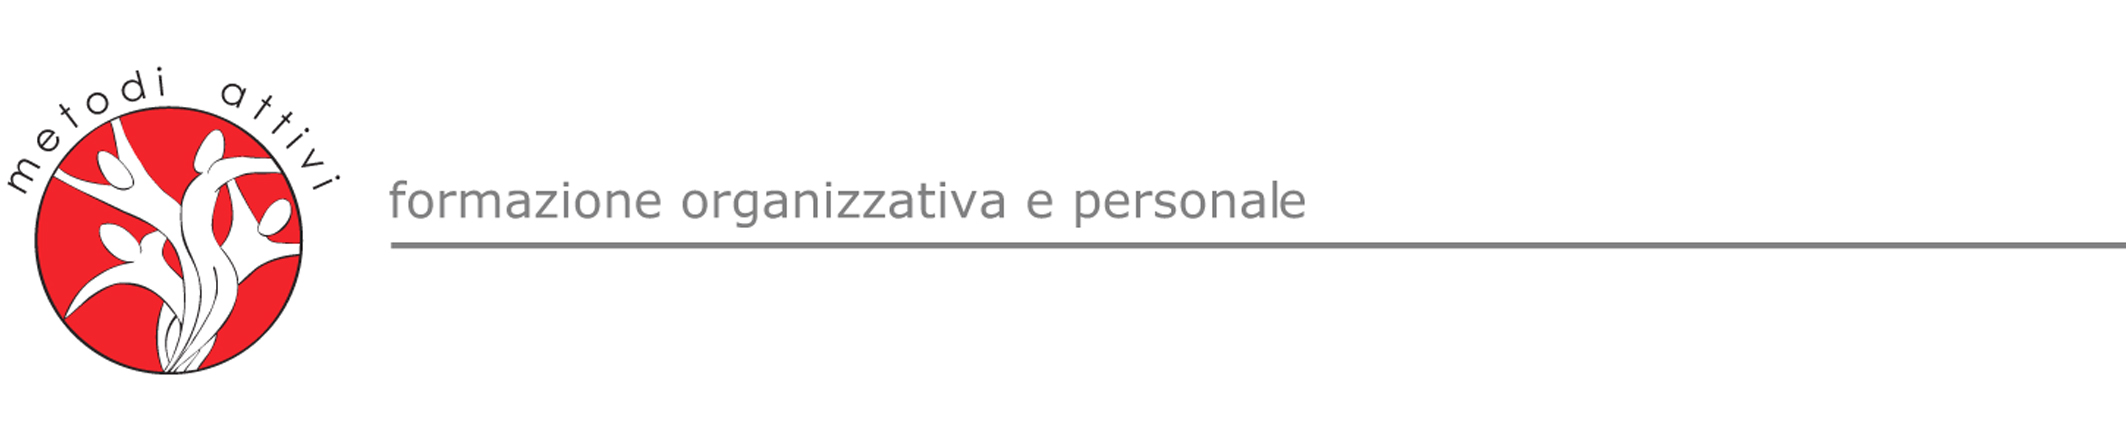 metodi attivi
formazione organizzativa e personale